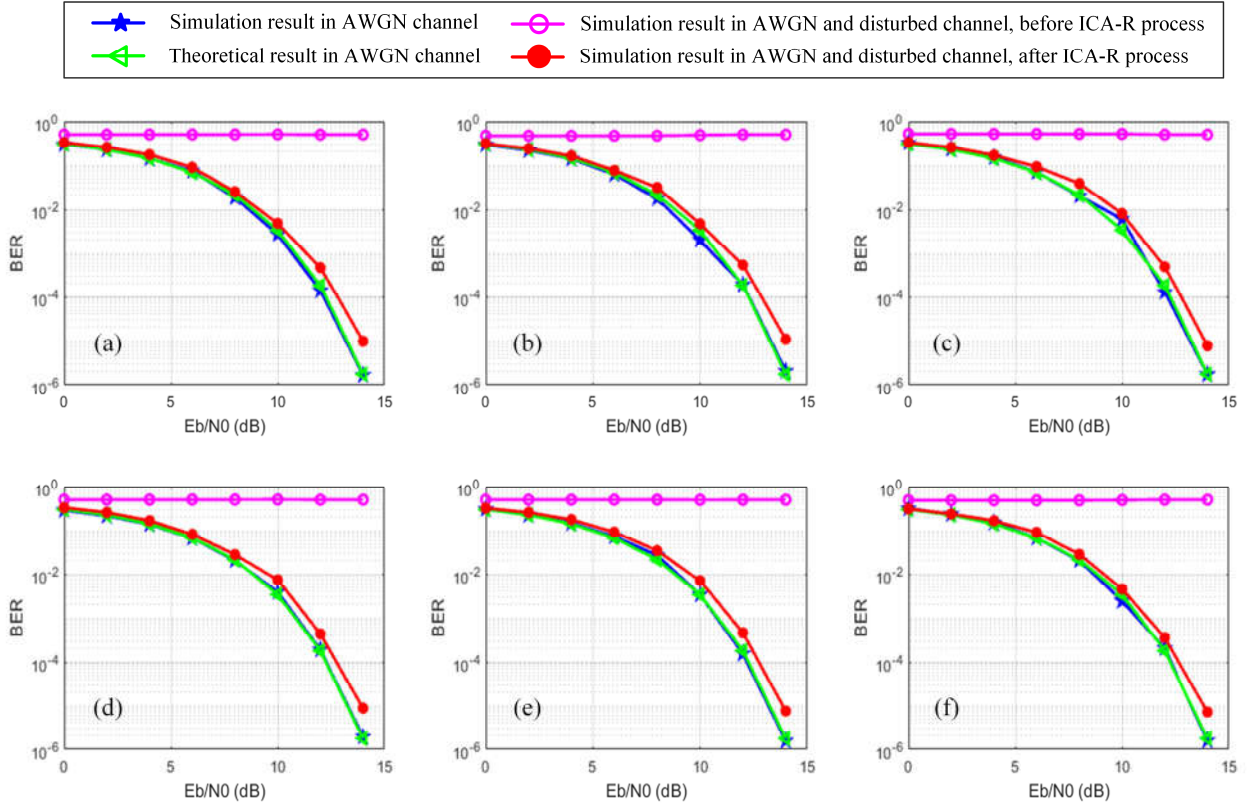 Simulation result in AWGN channel
Simulation result in AWGN and disturbed channel, before ICA-R process
Theoretical result in AWGN channel
Simulation result in AWGN and disturbed channel, after ICA-R process
10^0
10^-2
10^-4
10^-6
BER
(a)
0 5 10 15
Eb/N0 (dB)
10^0
10^-2
10^-4
10^-6
BER
(b)
0 5 10 15
Eb/N0 (dB)
10^0
10^-2
10^-4
10^-6
BER
(c)
0 5 10 15
Eb/N0 (dB)
10^0
10^-2
10^-4
10^-6
BER
(d)
0 5 10 15
Eb/N0 (dB)
10^0
10^-2
10^-4
10^-6
BER
(e)
0 5 10 15
Eb/N0 (dB)
10^0
10^-2
10^-4
10^-6
BER
(f)
0 5 10 15
Eb/N0 (dB)